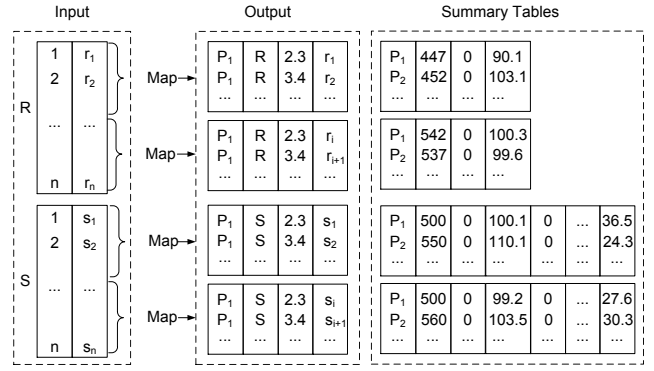 Input Output Summary Tables
R
1 r1
2 r2
... ...
n rn
Map
P1 R 2.3 r1
P1 R 3.4 r2
... ... ... ...
P1 447 0 90.1
P2 452 0 103.1
... ... ... ...
Map
P1 R 2.3 ri
P1 R 3.4 ri+1
... ... ... ...
P1 542 0 100.3
P2 537 0 99.6
... ... ...
S
1 s1
2 s2
... ...
n sn
Map
P1 S 2.3 s1
P1 S 3.4 s2
... ... ... ...
P1 500 0 100.1 0 ... 36.5
P2 550 0 110.1 0 ... 24.3
... ... ... ... ... ... ...
Map
P1 S 2.3 si
P1 S 3.4 si+1
... ... ... ...
P1 500 0 99.2 0 ... 27.6
P2 560 0 103.5 0 ... 30.3
... ... ... ... ... ... ...